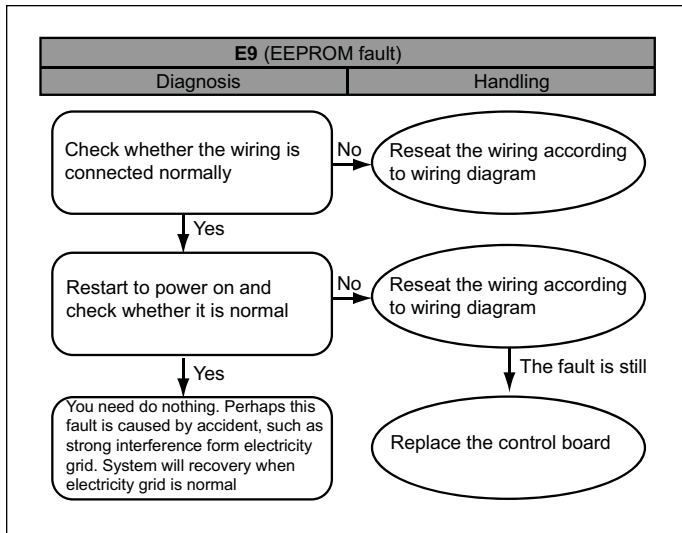 E9 (EEPROM fault)
Diagnosis
Handling
Check whether the wiring is
connected normally
No
Reseat the wiring according
to wiring diagram
Yes
Restart to power on and
check whether it is normal
No
Reseat the wiring according
to wiring diagram
Yes
The fault is still
You need do nothing. Perhaps this
fault is caused by accident, such as
strong interference form electricity
grid. System will recovery when
electricity grid is normal
Replace the control board